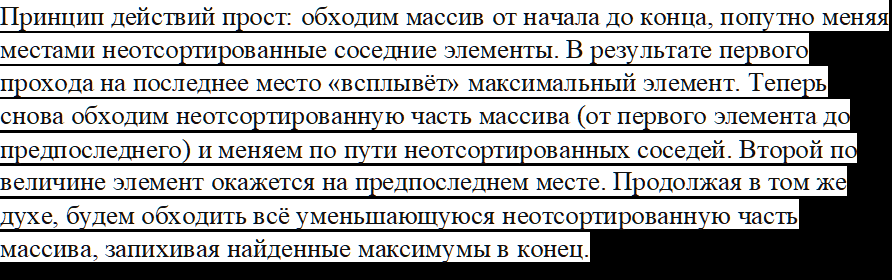 Принцип действий прост: обходим массив от начала до конца, попутно меняя
местами неотсортированные соседние элементы. В результате первого
прохода на последнее место «всплывёт» максимальный элемент. Теперь
снова обходим неотсортированную часть массива (от первого элемента до
предпоследнего) и меняем по пути неотсортированных соседей. Второй по
величине элемент окажется на предпоследнем месте. Продолжая в том же
духе, будем обходить всё уменьшающуюся неотсортированную часть
массива, запихивая найденные максимумы в конец.